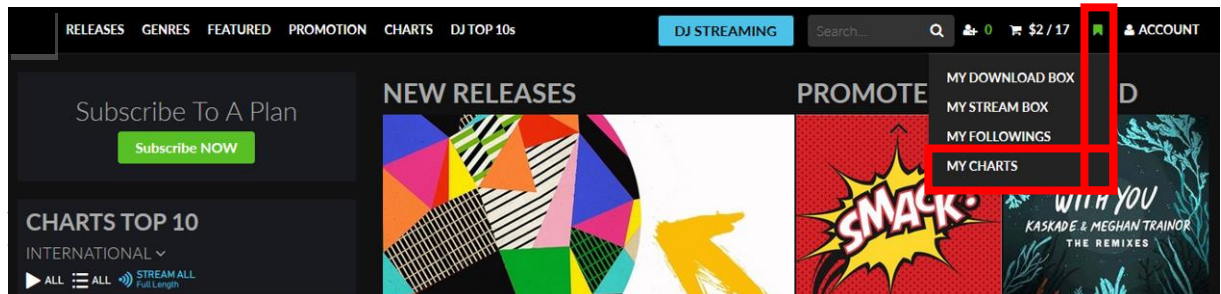 RELEASES GENRES FEATURED PROMOTION CHARTS DJ TOP 10s DJ STREAMING Search... 0 $2 / 17 ACCOUNT
MY DOWNLOAD BOX
MY STREAM BOX
MY FOLLOWINGS
MY CHARTS
Subscribe To A Plan
Subscribe NOW
CHARTS TOP 10
INTERNATIONAL
ALL ALL STREAM ALL
Full Length
NEW RELEASES
PROMOTE D
SMACK!
WITH YOU
KASKADE & MEGHAN TRAINOR
THE REMIXES